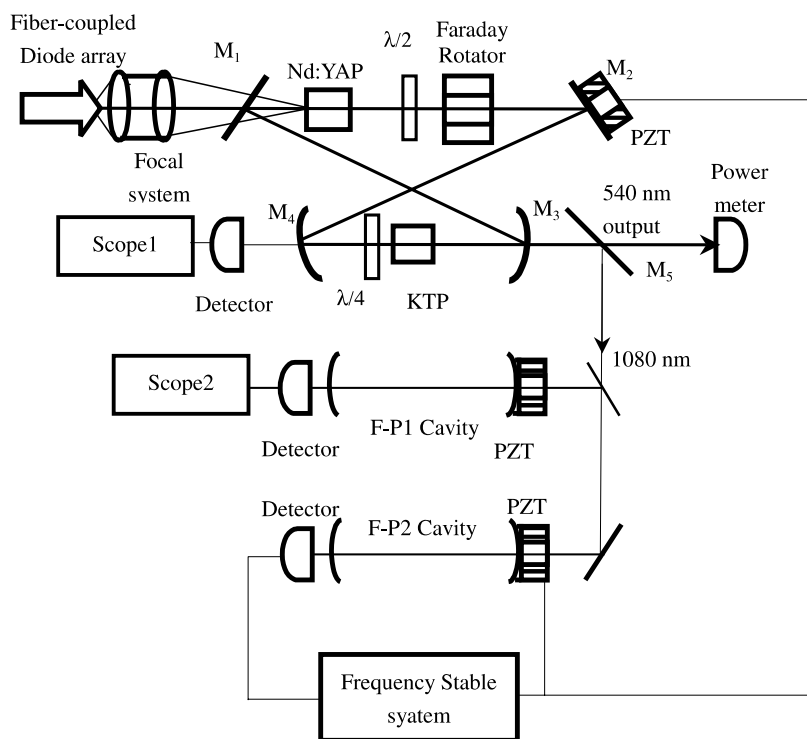 Fiber-coupled
Diode array
M1
Nd:YAP
λ/2
Faraday
Rotator
M2
PZT
Focal
system
M4
M3
540 nm
output
Power
meter
Scope1
Detector
λ/4
KTP
M5
1080 nm
Scope2
Detector
F-P1 Cavity
PZT
Detector
F-P2 Cavity
PZT
Frequency Stable
syatem